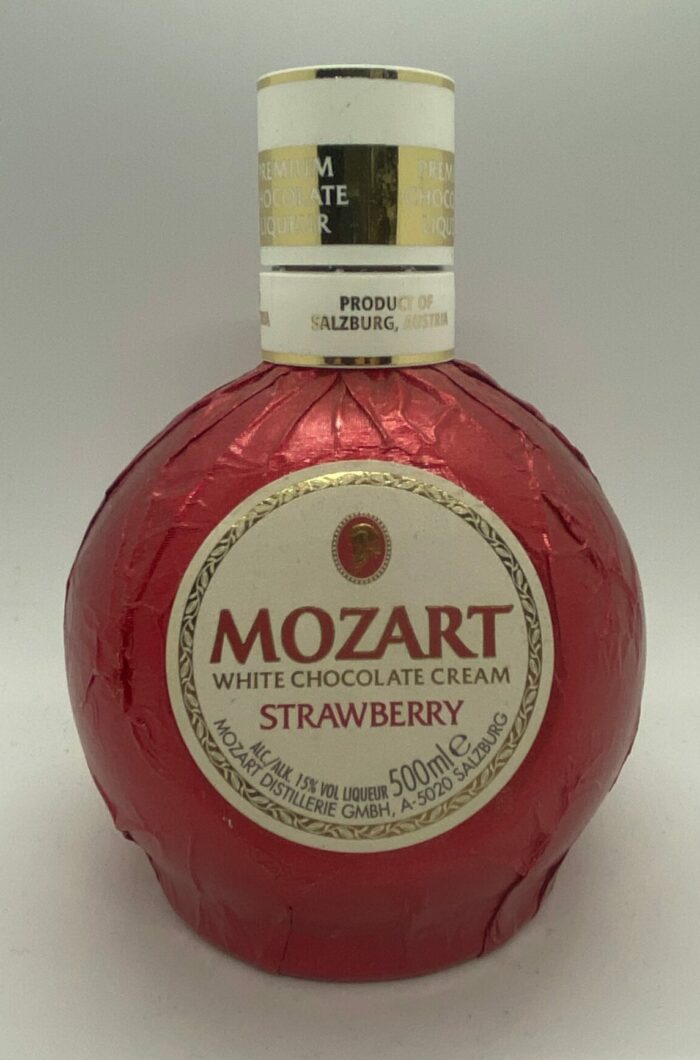 PREMIUM
CHOCOLATE
LIQUEUR
PRODUCT OF
SALZBURG, AUSTRIA
MOZART
WHITE CHOCOLATE CREAM
STRAWBERRY
ALC/ALK. 15% VOL LIQUEUR 500ml e
MOZART DISTILLERIE GMBH, A-5020 SALZBURG